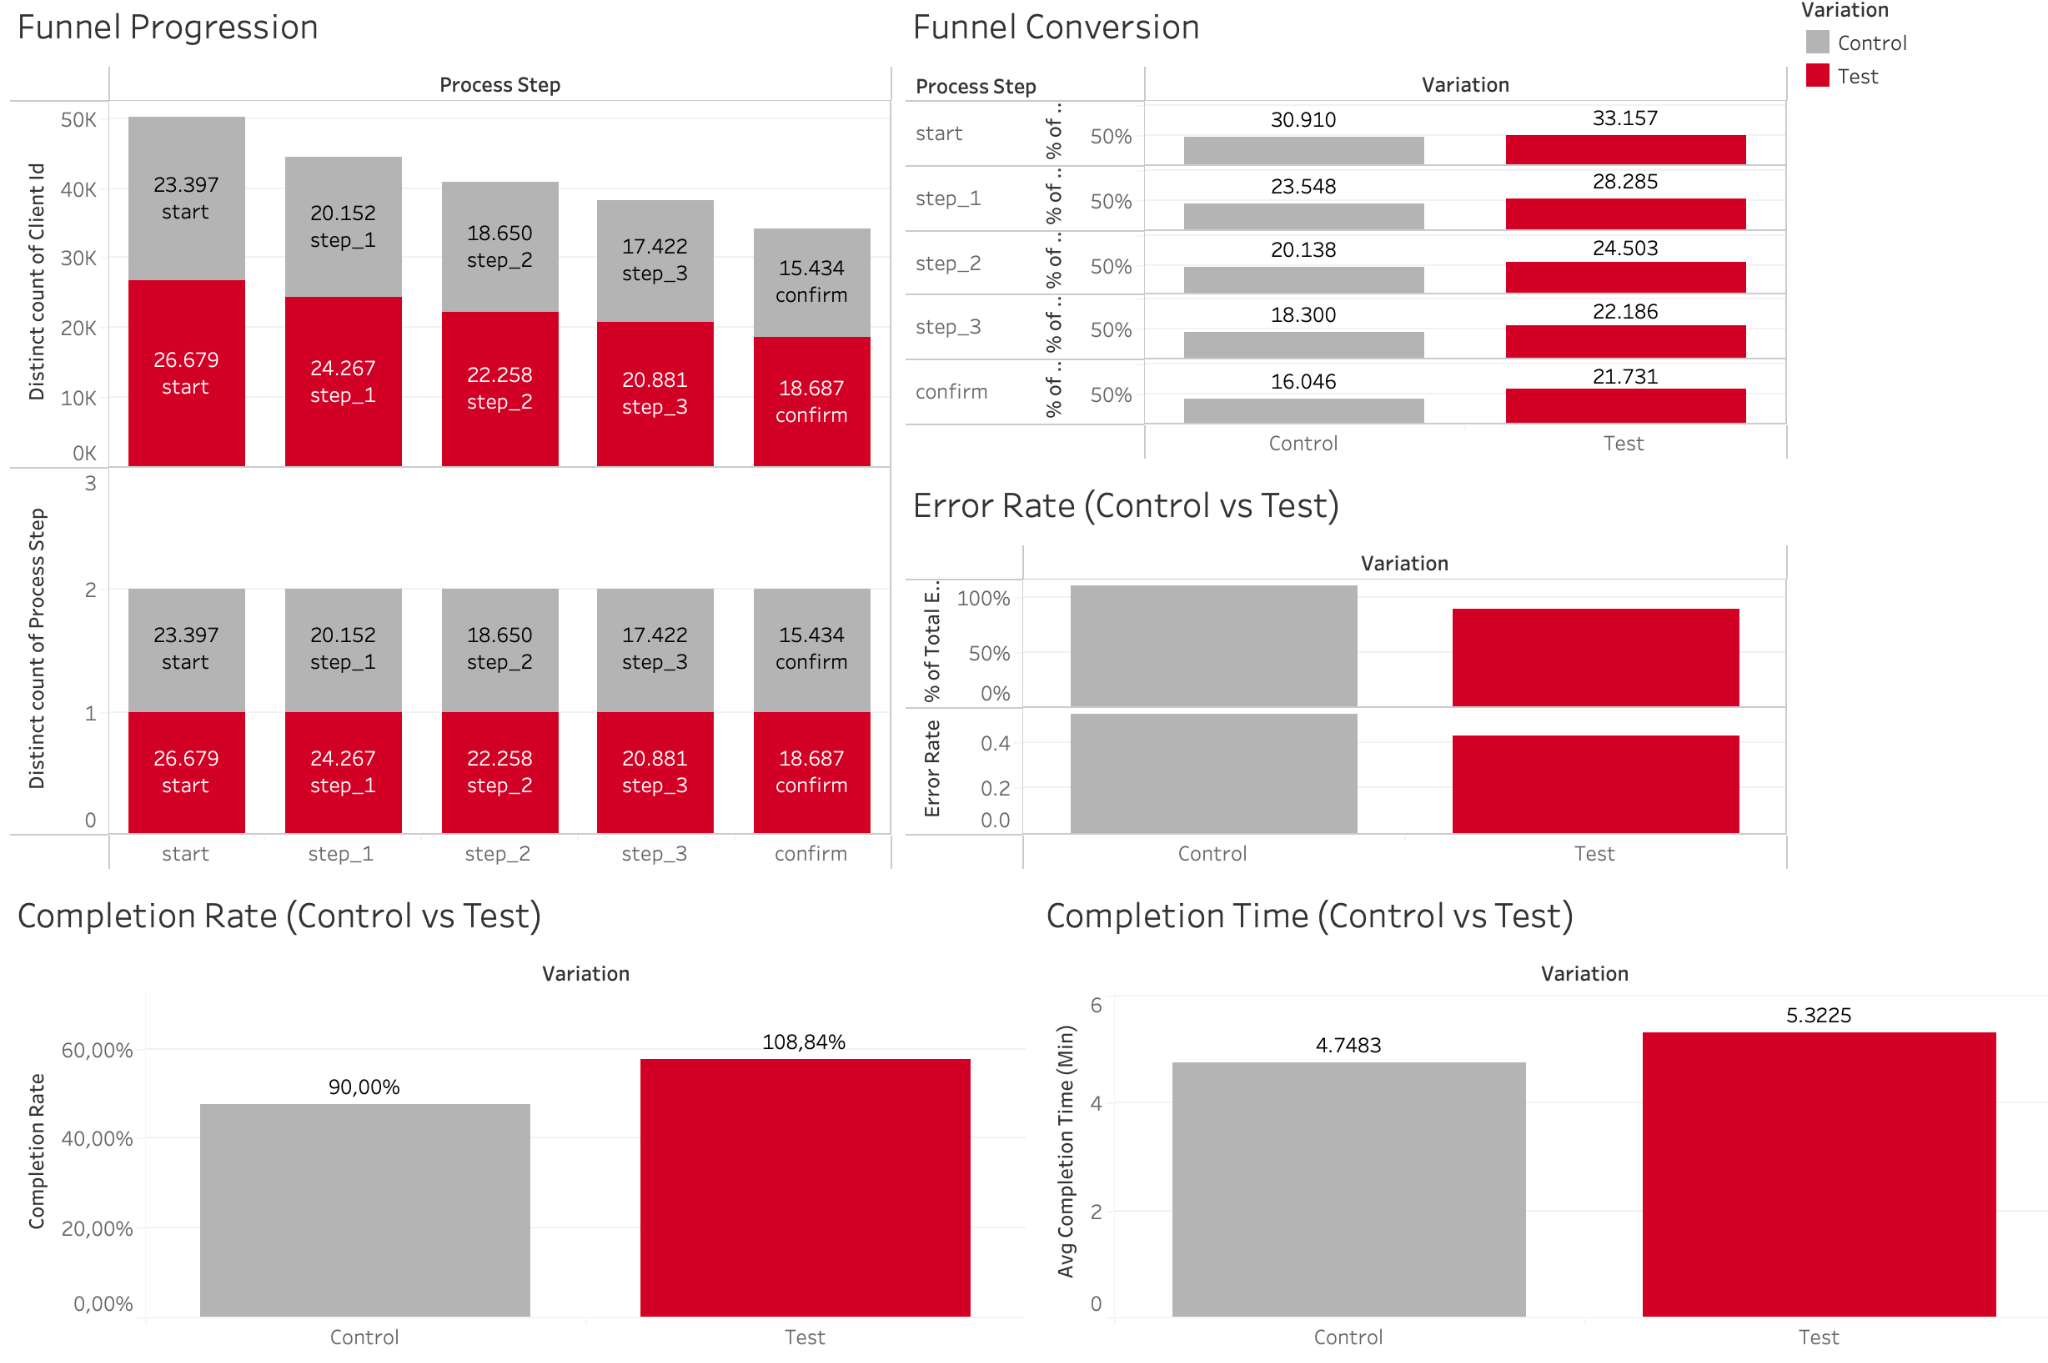 Funnel Progression
Process Step
Distinct count of Client Id
50K
40K
30K
20K
10K
0K
23.397
start
20.152
step_1
18.650
step_2
17.422
step_3
15.434
confirm
26.679
start
24.267
step_1
22.258
step_2
20.881
step_3
18.687
confirm
Distinct count of Process Step
3
2
1
0
23.397
start
20.152
step_1
18.650
step_2
17.422
step_3
15.434
confirm
26.679
start
24.267
step_1
22.258
step_2
20.881
step_3
18.687
confirm
start step_1 step_2 step_3 confirm
Funnel Conversion
Process Step Variation
start % of .. 50% 30.910 33.157
step_1 % of .. 50% 23.548 28.285
step_2 % of .. 50% 20.138 24.503
step_3 % of .. 50% 18.300 22.186
confirm % of .. 50% 16.046 21.731
Control Test
Variation
Control
Test
Error Rate (Control vs Test)
Variation
% of Total E..
100%
50%
0%
Error Rate
0.4
0.2
0.0
Control Test
Completion Rate (Control vs Test)
Variation
Completion Rate
60,00%
40,00%
20,00%
0,00%
90,00%
108,84%
Control Test
Completion Time (Control vs Test)
Variation
Avg Completion Time (Min)
6
4
2
0
4.7483
5.3225
Control Test